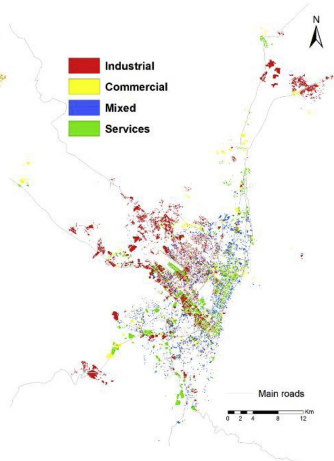 N
Industrial
Commercial
Mixed
Services
Main roads
0 2 4 8 12 Km